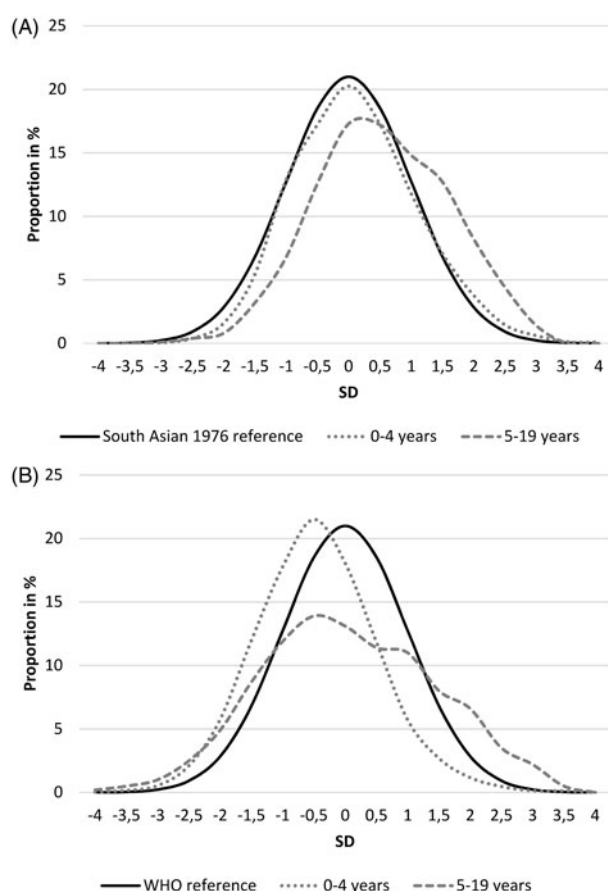 (A)
25
20
15
10
5
0
Proportion in %
-4 -3,5 -3 -2,5 -2 -1,5 -1 -0,5 0 0,5 1 1,5 2 2,5 3 3,5 4
SD
South Asian 1976 reference 0-4 years 5-19 years
(B)
25
20
15
10
5
0
Proportion in %
-4 -3,5 -3 -2,5 -2 -1,5 -1 -0,5 0 0,5 1 1,5 2 2,5 3 3,5 4
SD
WHO reference 0-4 years 5-19 years